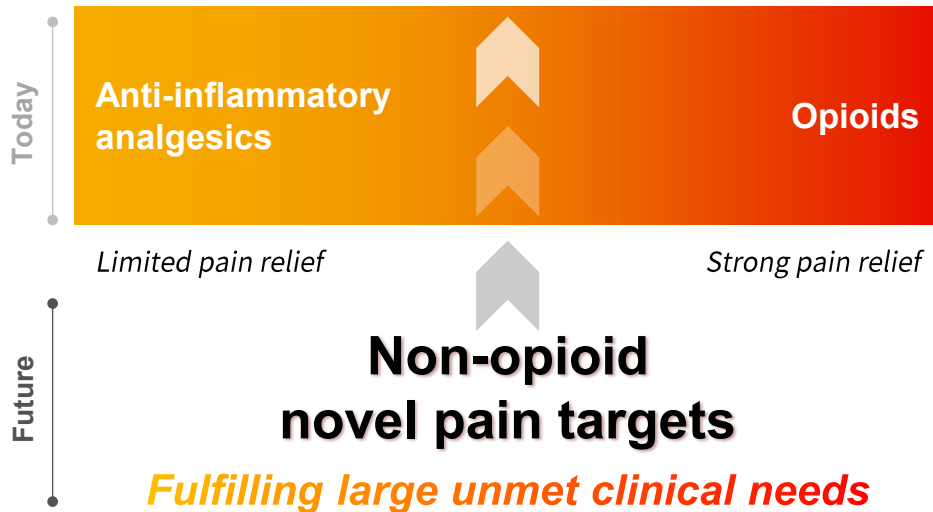 Today
Anti-inflammatory
analgesics
Opioids
Limited pain relief
Strong pain relief
Future
Non-opioid
novel pain targets
Fulfilling large unmet clinical needs